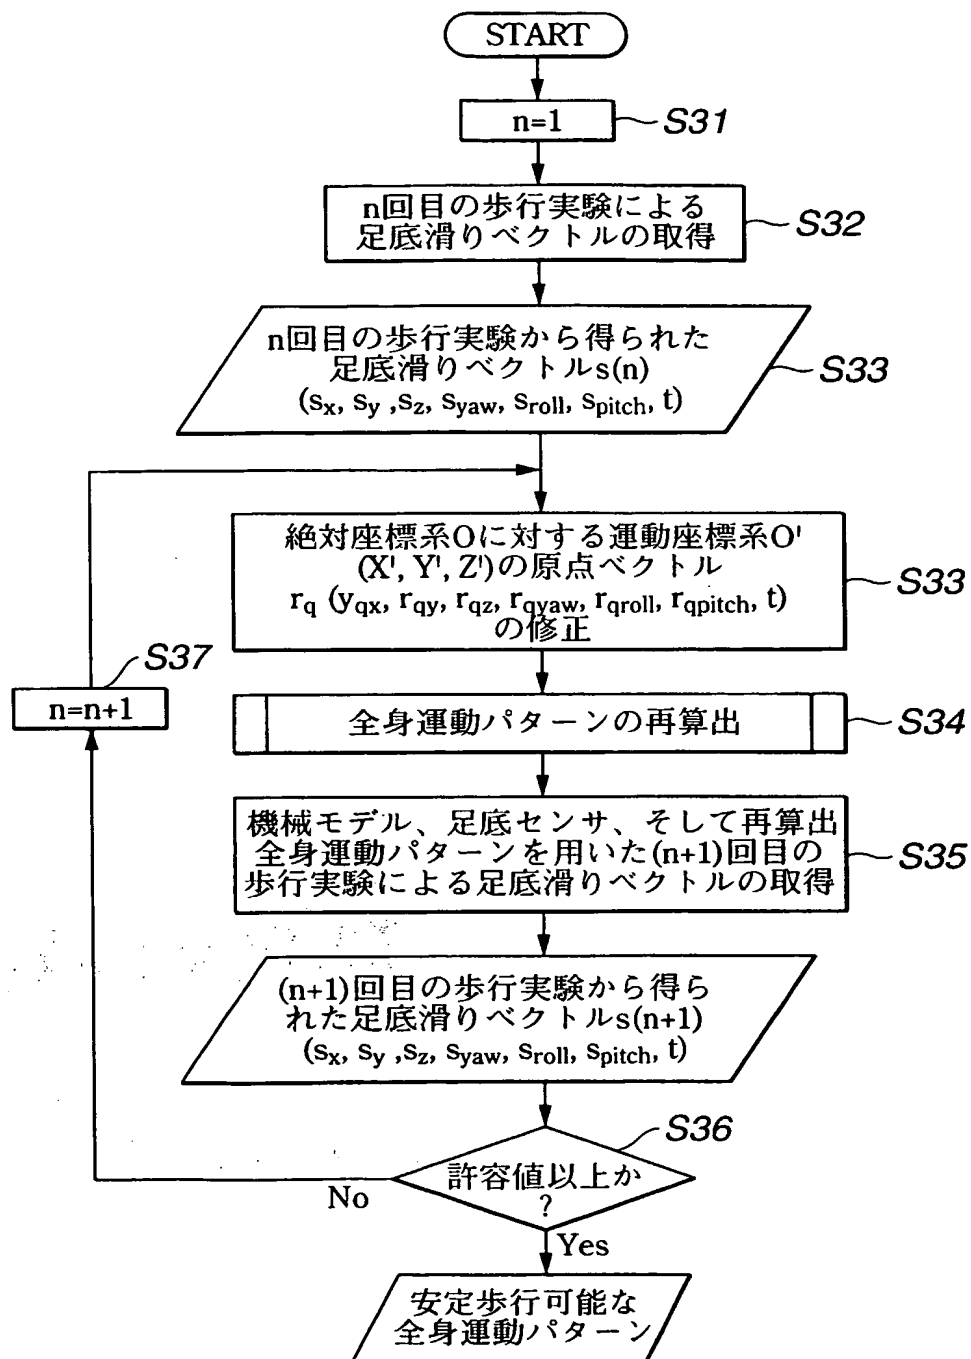 START
n=1
S31
n回目の歩行実験による
足底滑りベクトルの取得
S32
n回目の歩行実験から得られた
足底滑りベクトルs(n)
(sx, sy ,sz, syaw, sroll, spitch, t)
S33
絶対座標系Oに対する運動座標系O'
(X', Y', Z')の原点ベクトル
rq (yqx, rqy, rqz, rqyaw, rqroll, rqpitch, t)
の修正
S33
S37
n=n+1
全身運動パターンの再算出
S34
機械モデル、足底センサ、そして再算出
全身運動パターンを用いた(n+1)回目の
歩行実験による足底滑りベクトルの取得
S35
(n+1)回目の歩行実験から得ら
れた足底滑りベクトルs(n+1)
(sx, sy ,sz, syaw, sroll, spitch, t)
S36
許容値以上か
?
No
Yes
安定歩行可能な
全身運動パターン